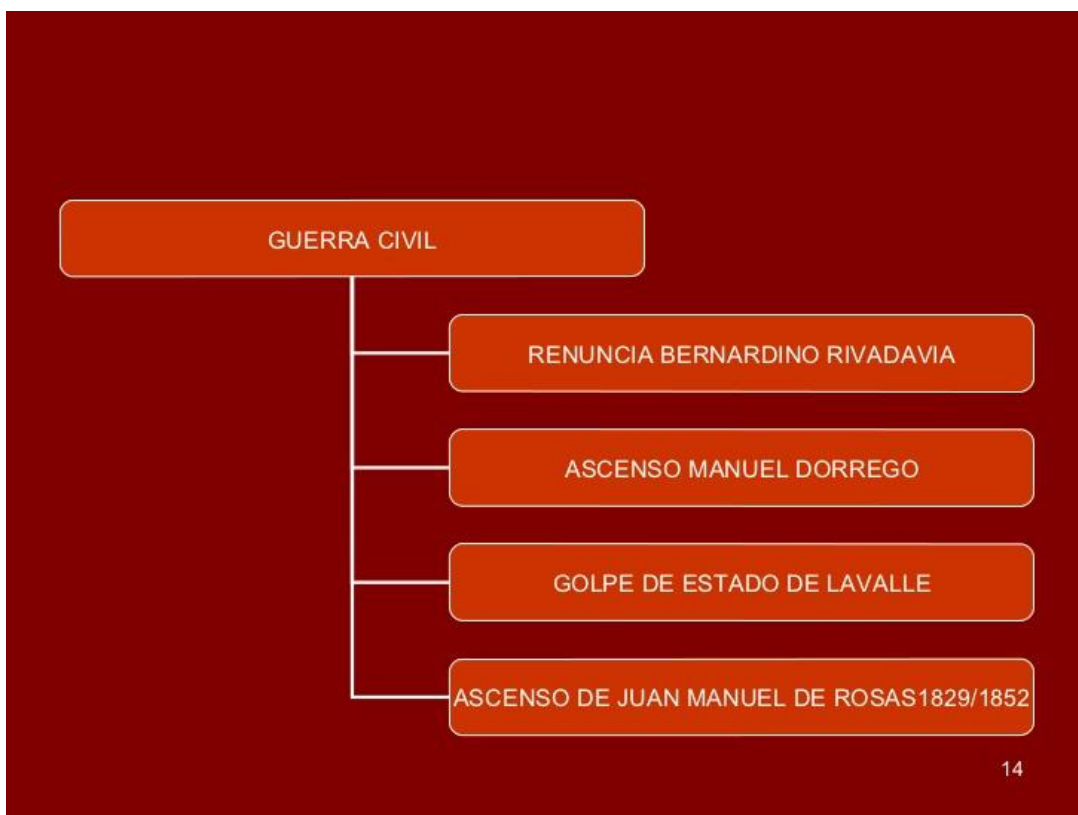 GUERRA CIVIL
RENUNCIA BERNARDINO RIVADAVIA
ASCENSO MANUEL DORREGO
GOLPE DE ESTADO DE LAVALLE
ASCENSO DE JUAN MANUEL DE ROSAS1829/1852
14